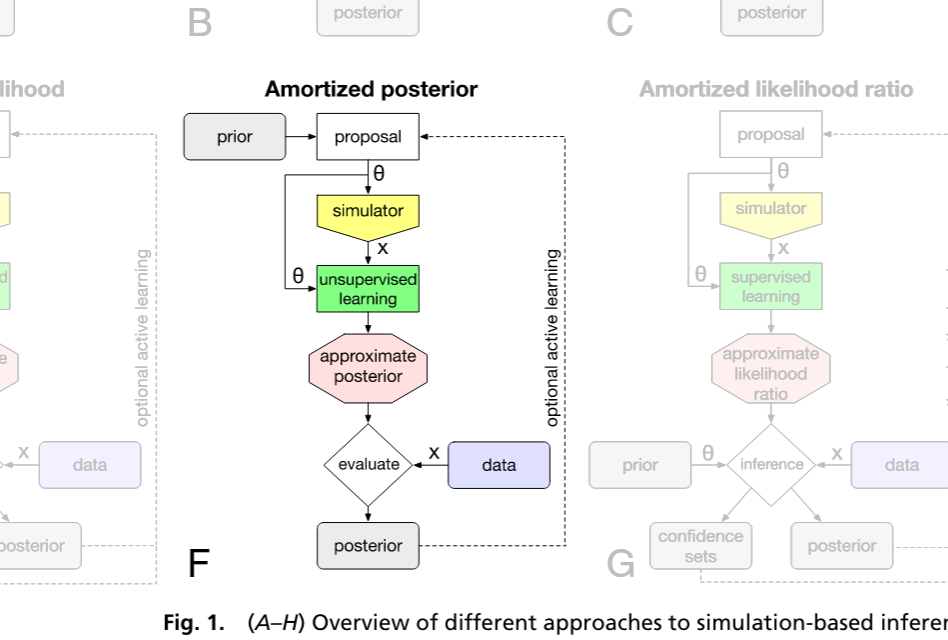 B
posterior
C
posterior
lihood
optional active learning
d
e
x
data
posterior
Amortized posterior
prior
proposal
θ
simulator
x
θ
unsupervised
learning
approximate
posterior
evaluate
x
data
posterior
optional active learning
F
Amortized likelihood ratio
proposal
θ
simulator
x
θ
supervised
learning
approximate
likelihood
ratio
prior
θ
inference
x
data
confidence
sets
posterior
G
Fig. 1. (A–H) Overview of different approaches to simulation-based infere